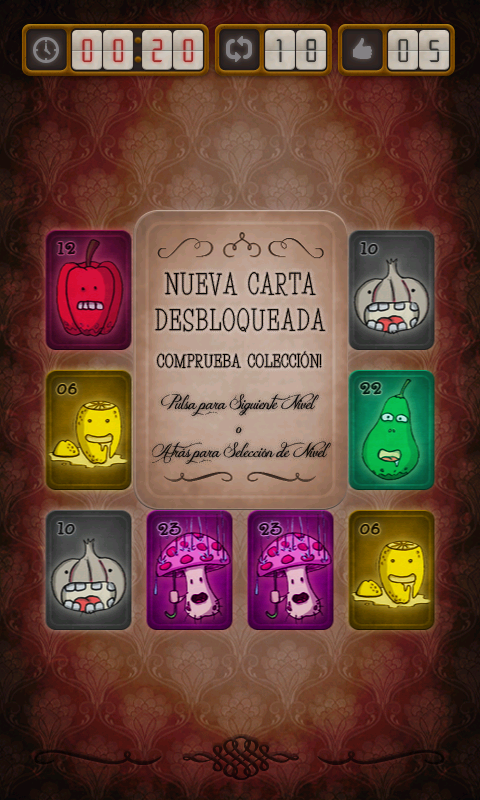 00:20 18 05
12
NUEVA CARTA
DESBLOQUEADA
COMPRUEBA COLECCIÓN!
Pulsa para Siguiente Nivel
o
Atrás para Selección de Nivel
10
06
22
10
23
23
06